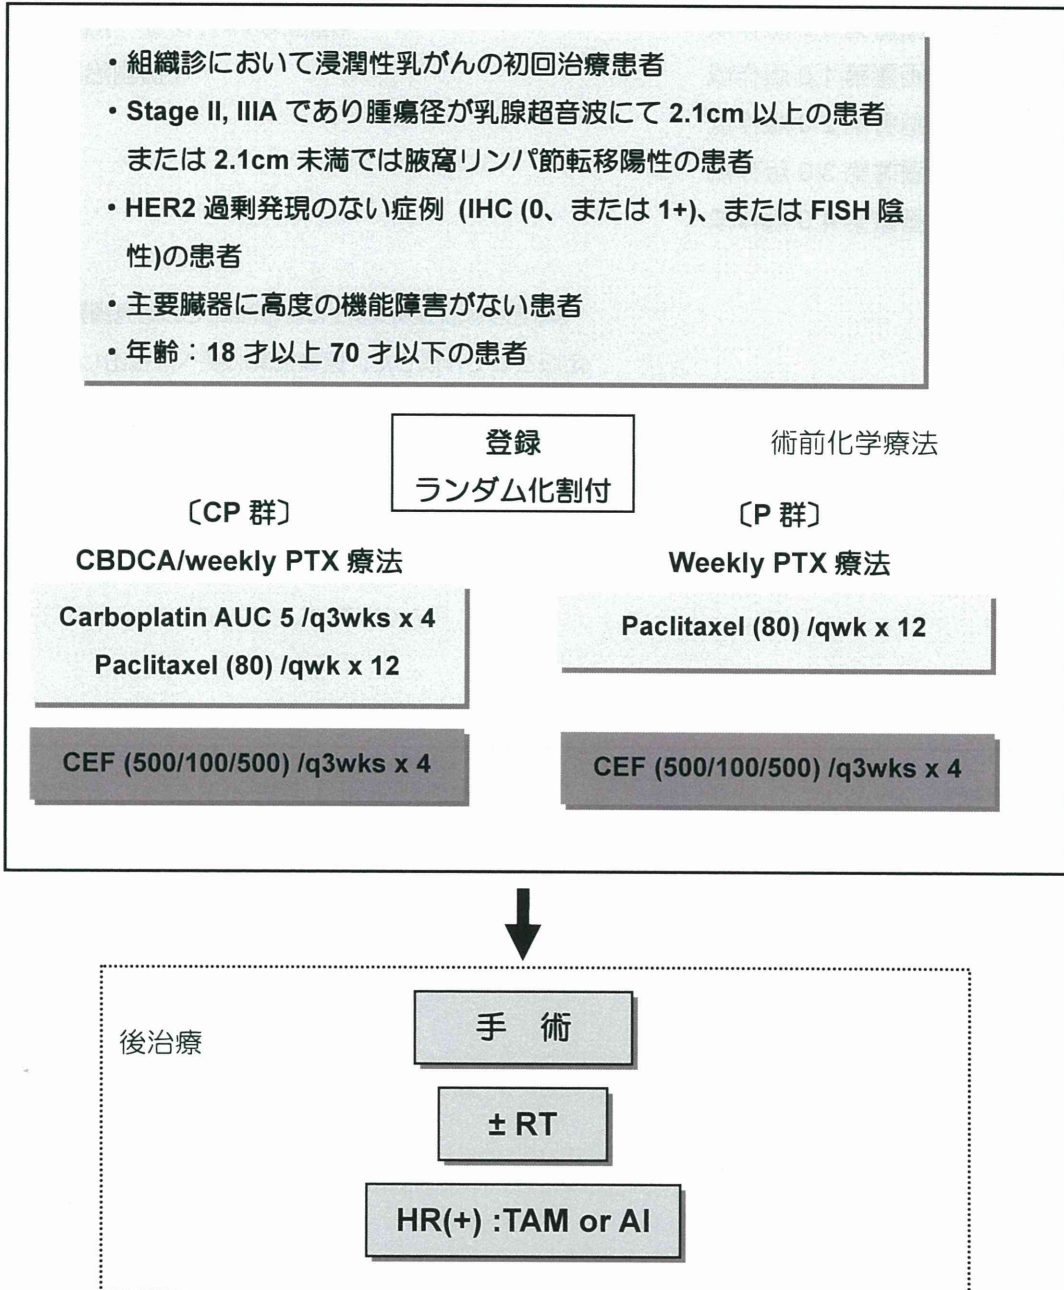 ・組織診において浸潤性乳がんの初回治療患者
・Stage II, IIIA であり腫瘍径が乳腺超音波にて 2.1cm 以上の患者
または 2.1cm 未満では腋窩リンパ節転移陽性の患者
・HER2 過剰発現のない症例 (IHC (0、または 1+)、または FISH 陰
性)の患者
・主要臓器に高度の機能障害がない患者
・年齢：18 才以上 70 才以下の患者
登録
ランダム化割付
術前化学療法
〔CP 群〕
CBDCA/weekly PTX 療法
Carboplatin AUC 5 /q3wks x 4
Paclitaxel (80) /qwk x 12
CEF (500/100/500) /q3wks x 4
〔P 群〕
Weekly PTX 療法
Paclitaxel (80) /qwk x 12
CEF (500/100/500) /q3wks x 4
後治療
手 術
± RT
HR(+) :TAM or AI